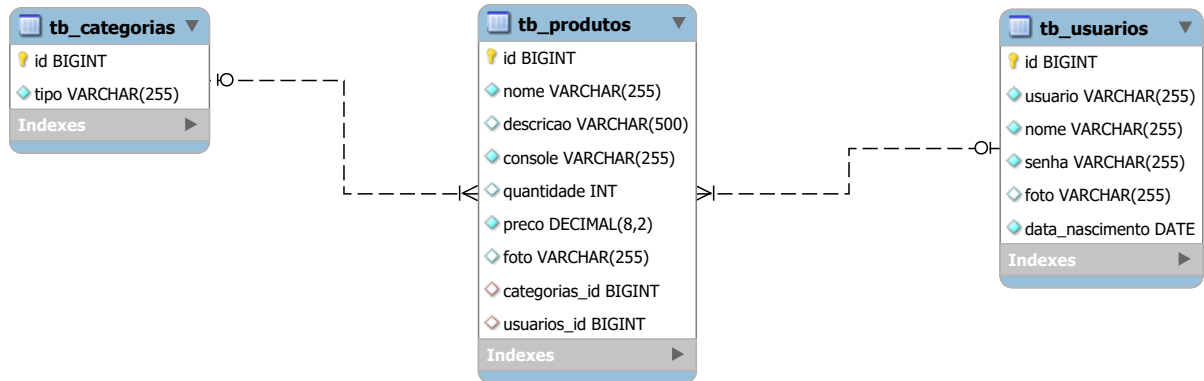 tb_categorias
id BIGINT
tipo VARCHAR(255)
Indexes
tb_produtos
id BIGINT
nome VARCHAR(255)
descricao VARCHAR(500)
console VARCHAR(255)
quantidade INT
preco DECIMAL(8,2)
foto VARCHAR(255)
categorias_id BIGINT
usuarios_id BIGINT
Indexes
tb_usuarios
id BIGINT
usuario VARCHAR(255)
nome VARCHAR(255)
senha VARCHAR(255)
foto VARCHAR(255)
data_nascimento DATE
Indexes